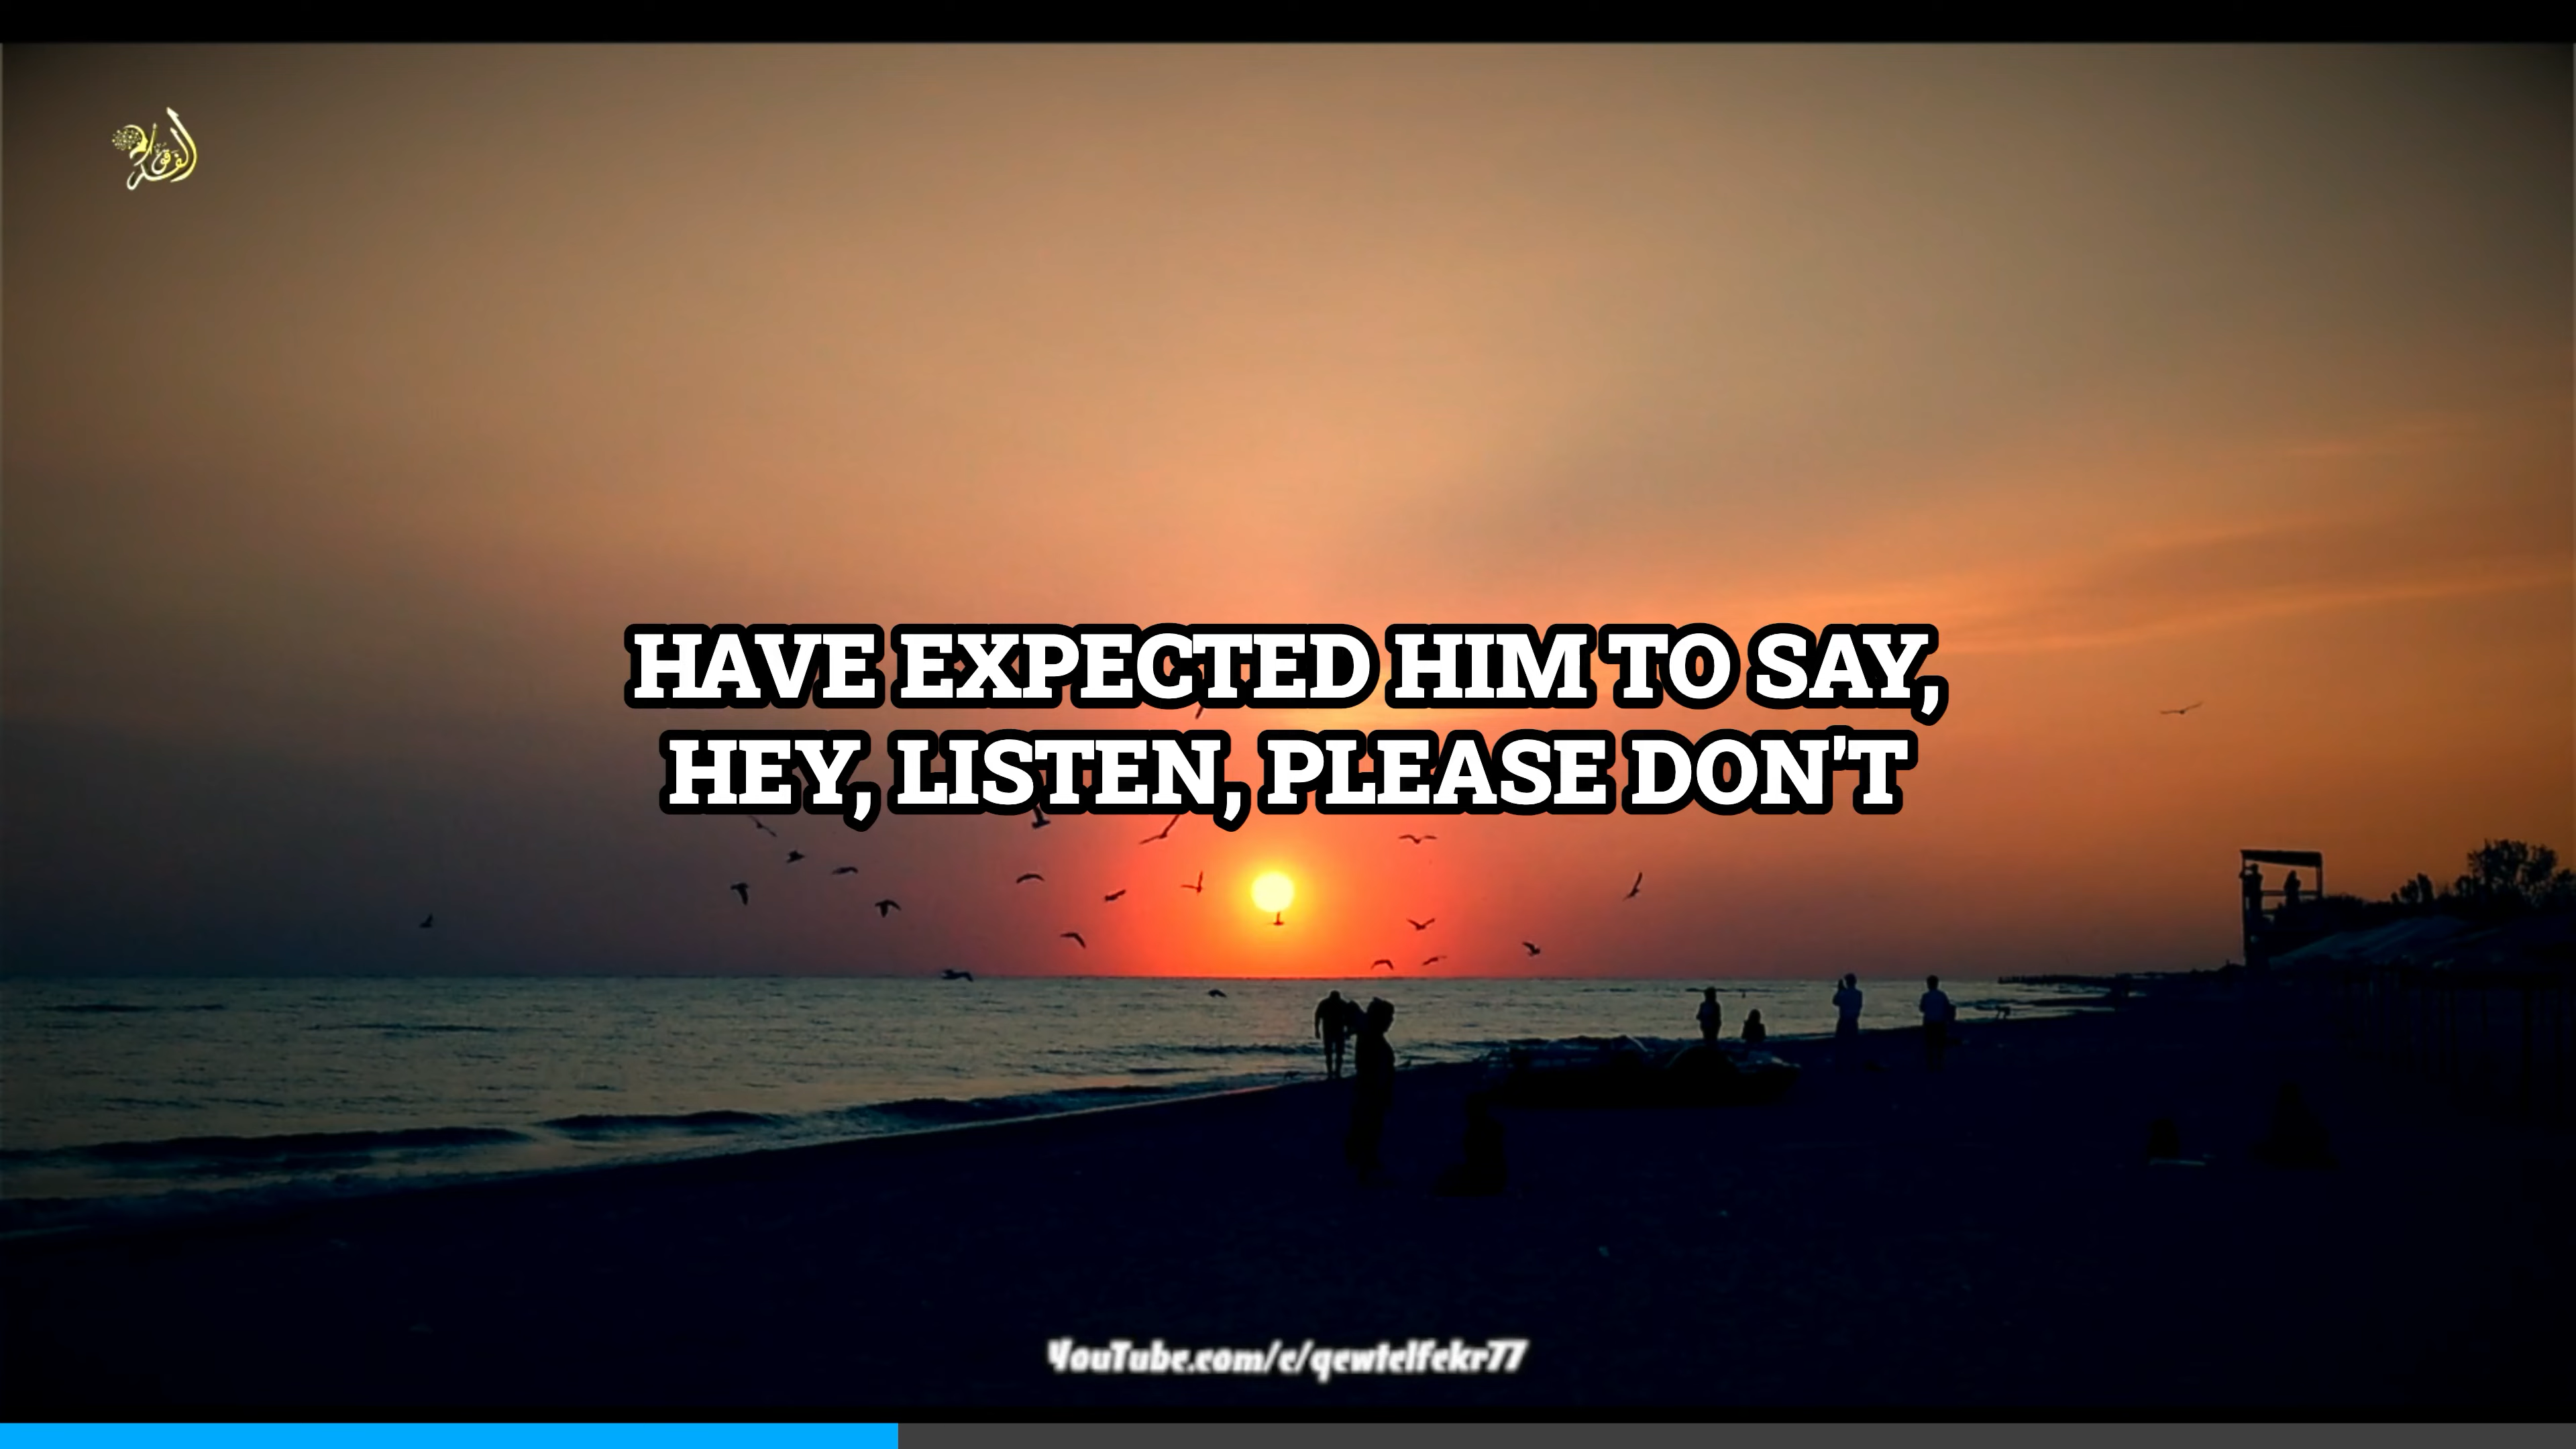 HAVE EXPECTED HIM TO SAY,
HEY, LISTEN, PLEASE DON'T
YouTube.com/c/qewtelfekr77